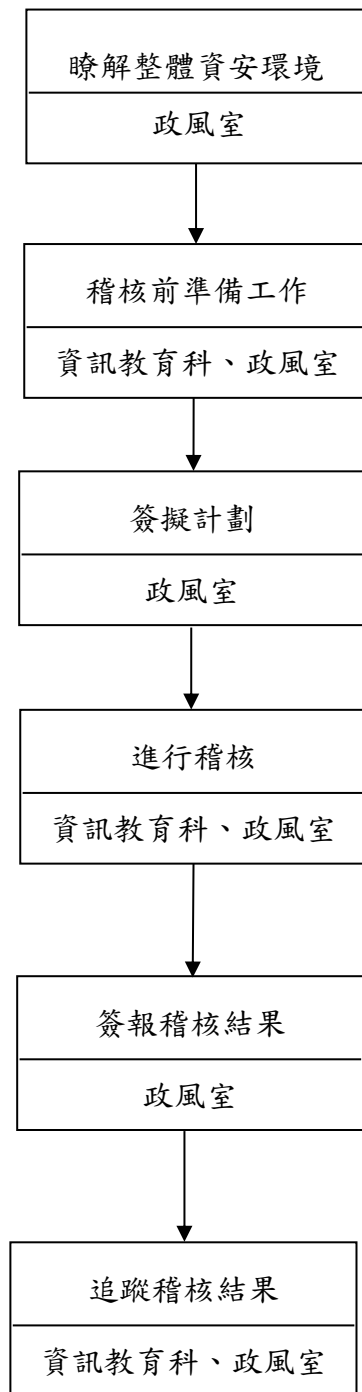 瞭解整體資安環境
政風室
稽核前準備工作
資訊教育科、政風室
簽擬計劃
政風室
進行稽核
資訊教育科、政風室
簽報稽核結果
政風室
追蹤稽核結果
資訊教育科、政風室